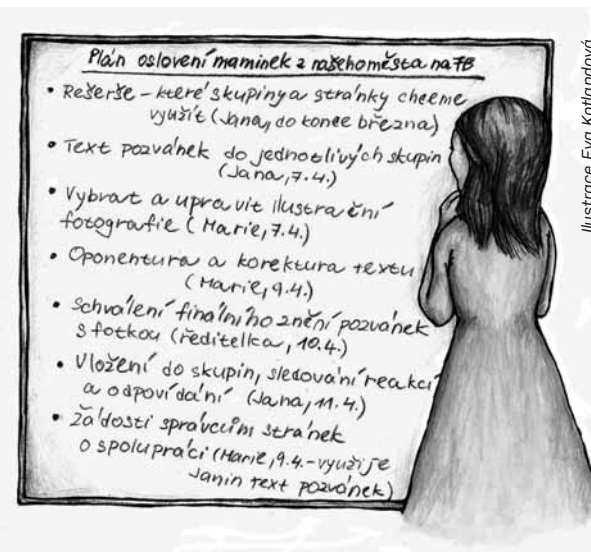 Plán oslovení maminek z našeho města na FB
• Rešerše – které skupiny a stránky chceme
využít (Jana, do konce března)
• Text pozvánek do jednotlivých skupin
(Jana, 7.4.)
• Vybrat a upravit ilustrační
fotografie (Marie, 7.4.)
• Oponentura a korektura textu
(Marie, 9.4.)
• Schválení finálního znění pozvánek
s fotkou (ředitelka, 10.4.)
• Vložení do skupin, sledování reakcí
a odpovídání (Jana, 11.4.)
• Žádosti správcům stránek
o spolupráci (Marie, 9.4. – využije
Janin text pozvánek)
Ilustrace Eva Kotlandová